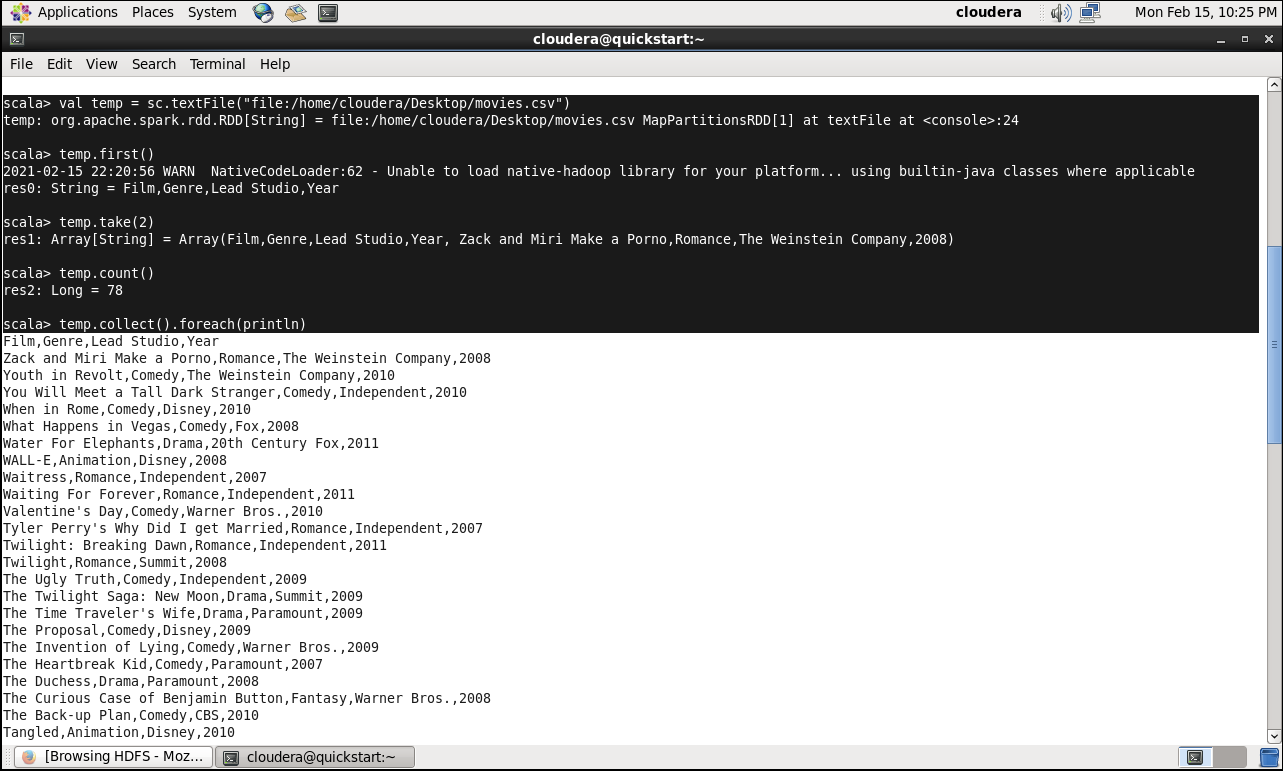 Applications Places System cloudera Mon Feb 15, 10:25 PM
cloudera@quickstart:~
File Edit View Search Terminal Help
scala> val temp = sc.textFile("file:/home/cloudera/Desktop/movies.csv")
temp: org.apache.spark.rdd.RDD[String] = file:/home/cloudera/Desktop/movies.csv MapPartitionsRDD[1] at textFile at <console>:24
scala> temp.first()
2021-02-15 22:20:56 WARN  NativeCodeLoader:62 - Unable to load native-hadoop library for your platform... using builtin-java classes where applicable
res0: String = Film,Genre,Lead Studio,Year
scala> temp.take(2)
res1: Array[String] = Array(Film,Genre,Lead Studio,Year, Zack and Miri Make a Porno,Romance,The Weinstein Company,2008)
scala> temp.count()
res2: Long = 78
scala> temp.collect().foreach(println)
Film,Genre,Lead Studio,Year
Zack and Miri Make a Porno,Romance,The Weinstein Company,2008
Youth in Revolt,Comedy,The Weinstein Company,2010
You Will Meet a Tall Dark Stranger,Comedy,Independent,2010
When in Rome,Comedy,Disney,2010
What Happens in Vegas,Comedy,Fox,2008
Water For Elephants,Drama,20th Century Fox,2011
WALL-E,Animation,Disney,2008
Waitress,Romance,Independent,2007
Waiting For Forever,Romance,Independent,2011
Valentine's Day,Comedy,Warner Bros.,2010
Tyler Perry's Why Did I get Married,Romance,Independent,2007
Twilight: Breaking Dawn,Romance,Independent,2011
Twilight,Romance,Summit,2008
The Ugly Truth,Comedy,Independent,2009
The Twilight Saga: New Moon,Drama,Summit,2009
The Time Traveler's Wife,Drama,Paramount,2009
The Proposal,Comedy,Disney,2009
The Invention of Lying,Comedy,Warner Bros.,2009
The Heartbreak Kid,Comedy,Paramount,2007
The Duchess,Drama,Paramount,2008
The Curious Case of Benjamin Button,Fantasy,Warner Bros.,2008
The Back-up Plan,Comedy,CBS,2010
Tangled,Animation,Disney,2010
[Browsing HDFS - Moz... cloudera@quickstart:~